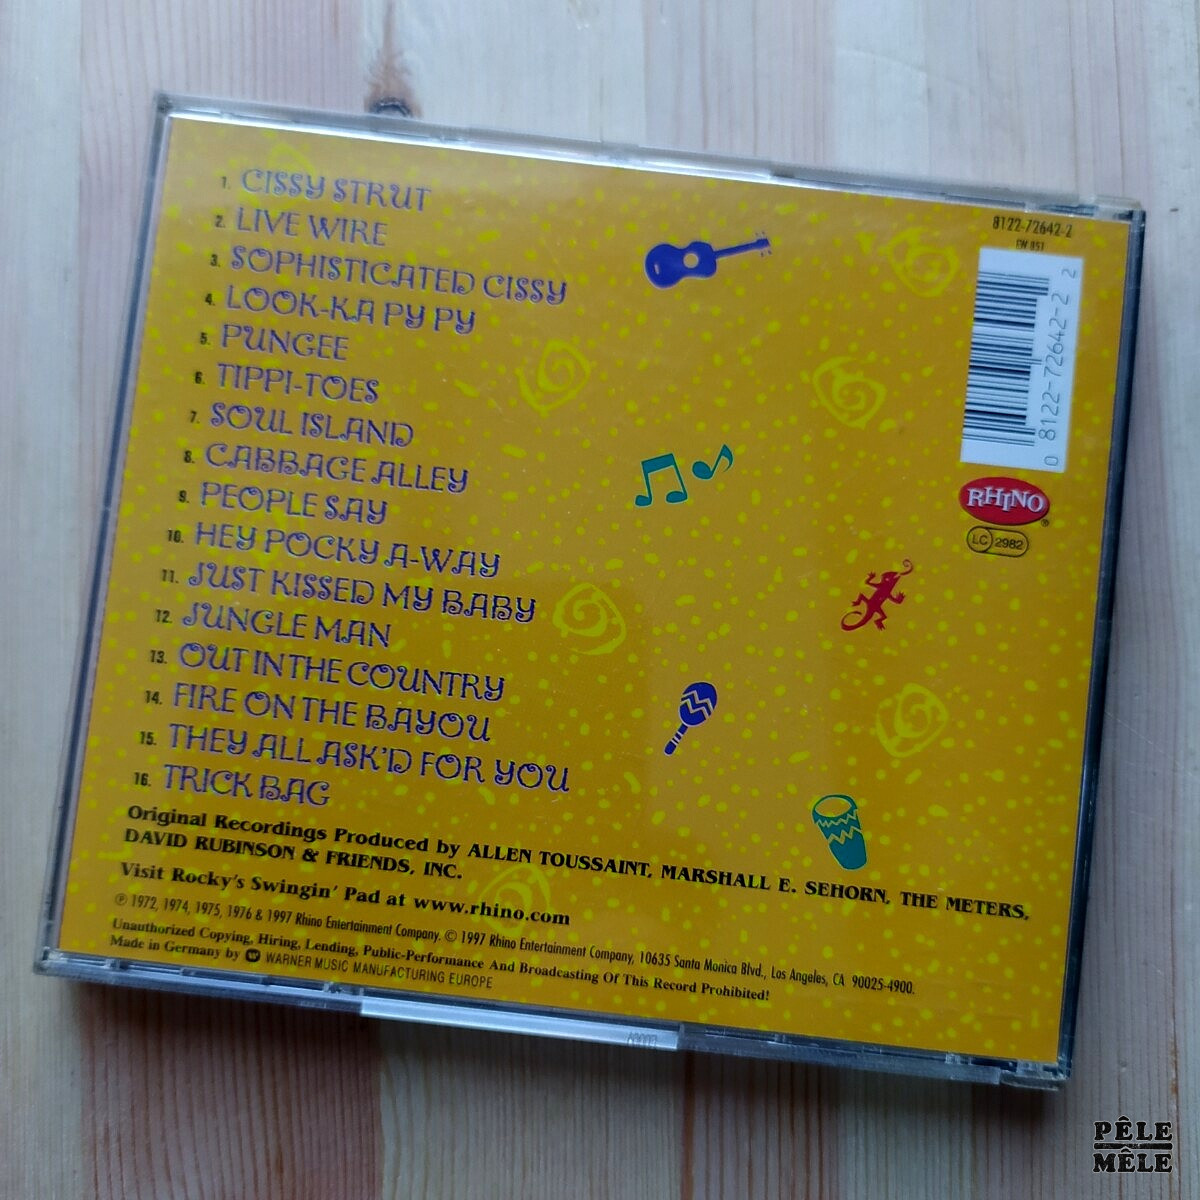 1. CISSY STRUT
2. LIVE WIRE
3. SOPHISTICATED CISSY
4. LOOK-KA PY PY
5. PUNGEE
6. TIPPI-TOES
7. SOUL ISLAND
8. CABBAGE ALLEY
9. PEOPLE SAY
10. HEY POCKY A-WAY
11. JUST KISSED MY BABY
12. JUNGLE MAN
13. OUT IN THE COUNTRY
14. FIRE ON THE BAYOU
15. THEY ALL ASK'D FOR YOU
16. TRICK BAG
Original Recordings Produced by ALLEN TOUSSAINT, MARSHALL E. SEHORN, THE METERS,
DAVID RUBINSON & FRIENDS, INC.
Visit Rocky's Swingin' Pad at www.rhino.com
℗ 1972, 1974, 1975, 1976 & 1997 Rhino Entertainment Company. © 1997 Rhino Entertainment Company, 10635 Santa Monica Blvd., Los Angeles, CA 90025-4900.
Unauthorized Copying, Hiring, Lending, Public-Performance And Broadcasting Of This Record Prohibited!
Made in Germany by WARNER MUSIC MANUFACTURING EUROPE
8122-72642-2
EW 851
0 8122-72642-2 2
RHINO®
LC 2982
PÊLE
MÊLE